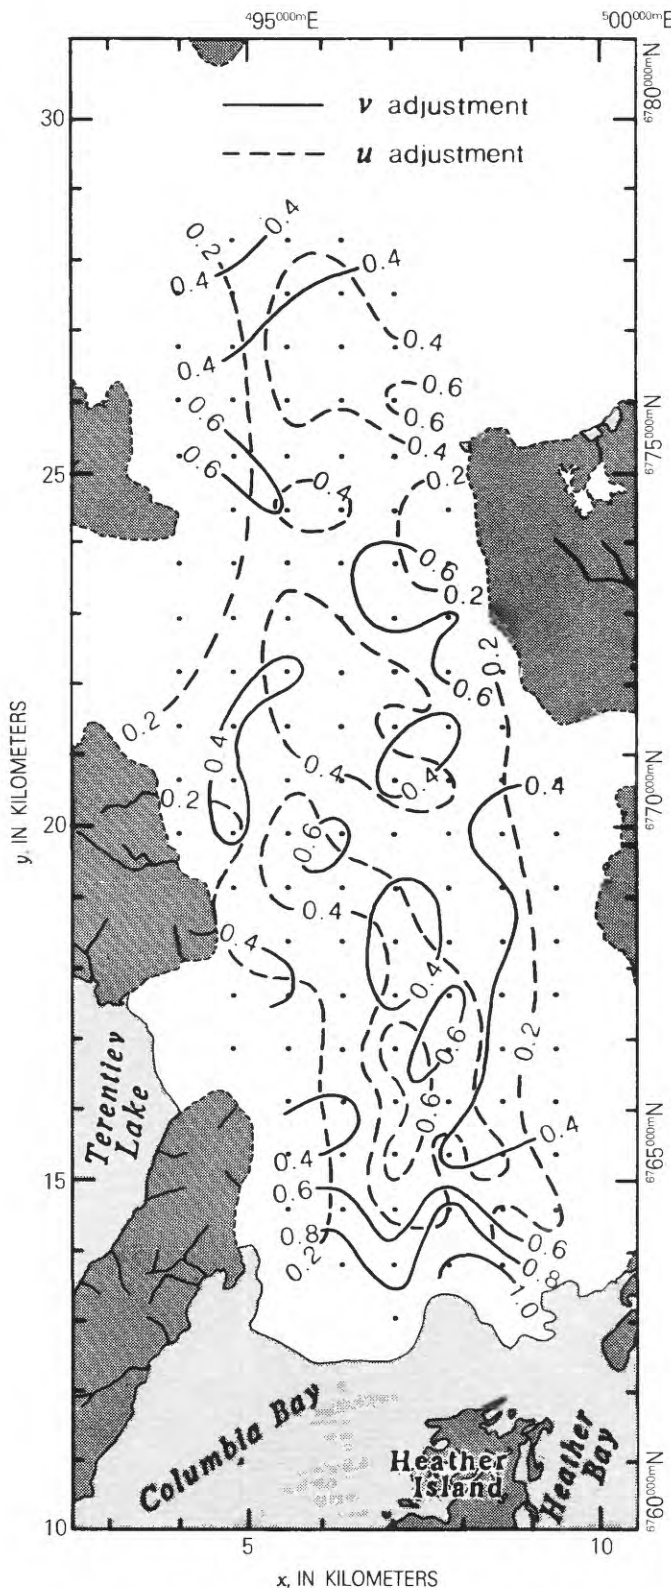 ⁴95⁰⁰⁰ᵐE
⁵00⁰⁰⁰ᵐE
30
ν adjustment
u adjustment
⁶⁷80⁰⁰⁰ᵐN
0.4
0.2
0.4
0.4
0.4
0.4
0.6
0.6
0.6
0.4
0.6
⁶⁷75⁰⁰⁰ᵐN
25
0.4
0.2
0.6
0.2
0.2
0.6
0.2
0.4
y, IN KILOMETERS
0.4
0.4
0.2
0.4
20
⁶⁷70⁰⁰⁰ᵐN
0.6
0.4
0.4
0.4
0.6
0.2
0.6
Terentiev
Lake
0.4
0.4
⁶⁷65⁰⁰⁰ᵐN
15
0.6
0.8
0.2
0.6
0.8
1.0
Columbia Bay
Heather
Island
Heather
Bay
10
⁶⁷60⁰⁰⁰ᵐN
5
10
x, IN KILOMETERS